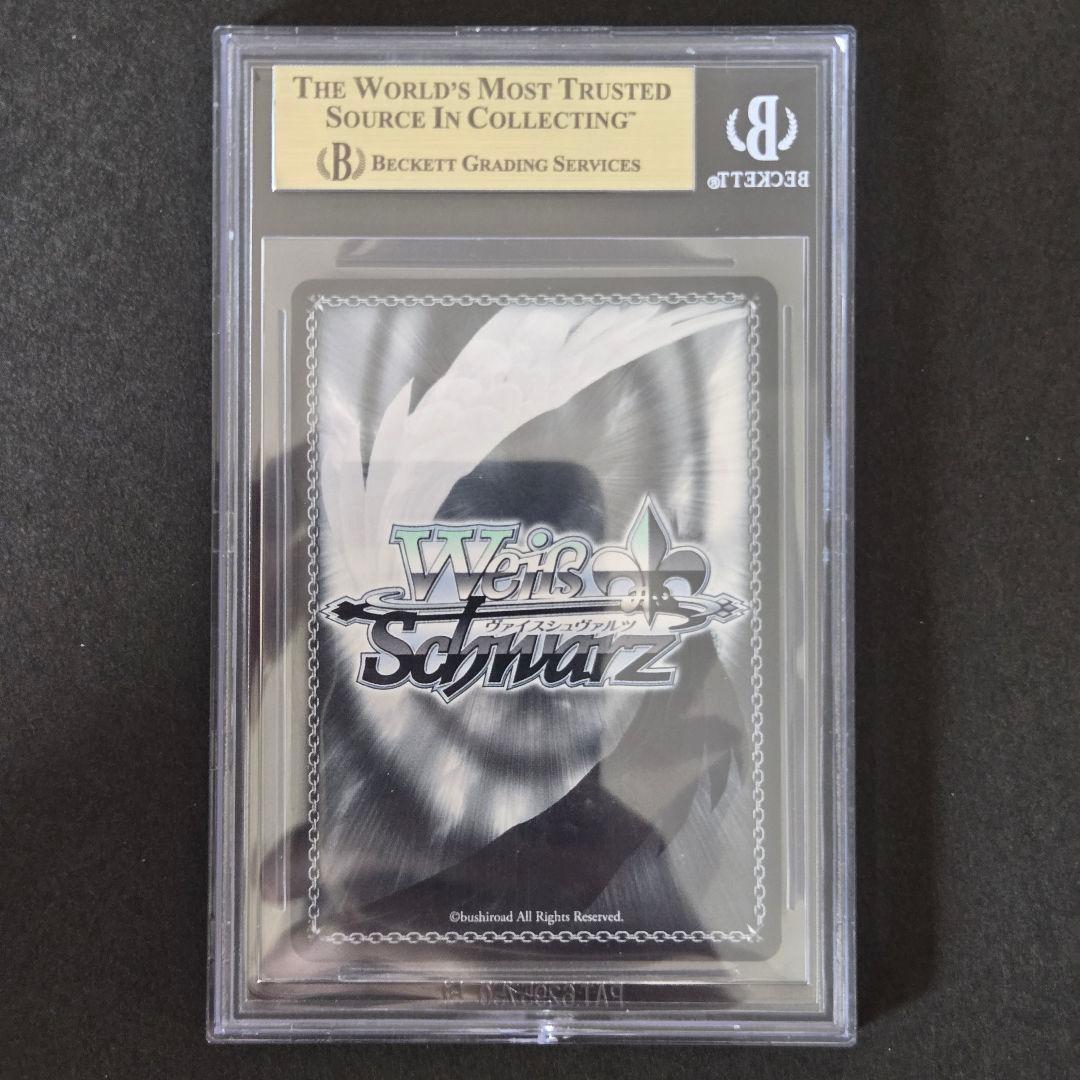 THE WORLD'S MOST TRUSTED
SOURCE IN COLLECTING™
B BECKETT GRADING SERVICES
B
BECKETT®
Weiß
ヴァイスシュヴァルツ
Schwarz
©bushiroad All Rights Reserved.